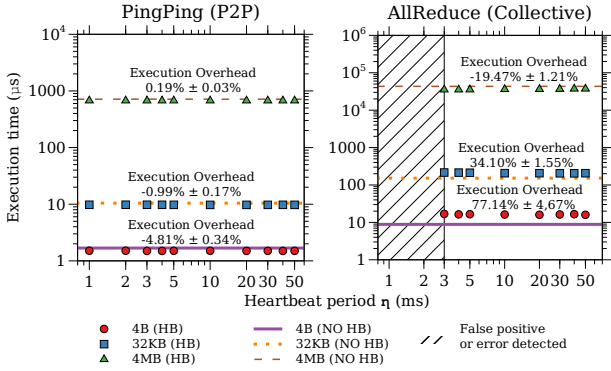 PingPing (P2P)
AllReduce (Collective)
Execution time (μs)
10⁴
1000
100
10
1
Execution Overhead
0.19% ± 0.03%
Execution Overhead
-0.99% ± 0.17%
Execution Overhead
-4.81% ± 0.34%
1 2 3 5 10 20 30 50
10⁶
10⁵
10⁴
1000
100
10
1
Execution Overhead
-19.47% ± 1.21%
Execution Overhead
34.10% ± 1.55%
Execution Overhead
77.14% ± 4.67%
1 2 3 5 10 20 30 50
Heartbeat period η (ms)
4B (HB)
32KB (HB)
4MB (HB)
4B (NO HB)
32KB (NO HB)
4MB (NO HB)
False positive
or error detected